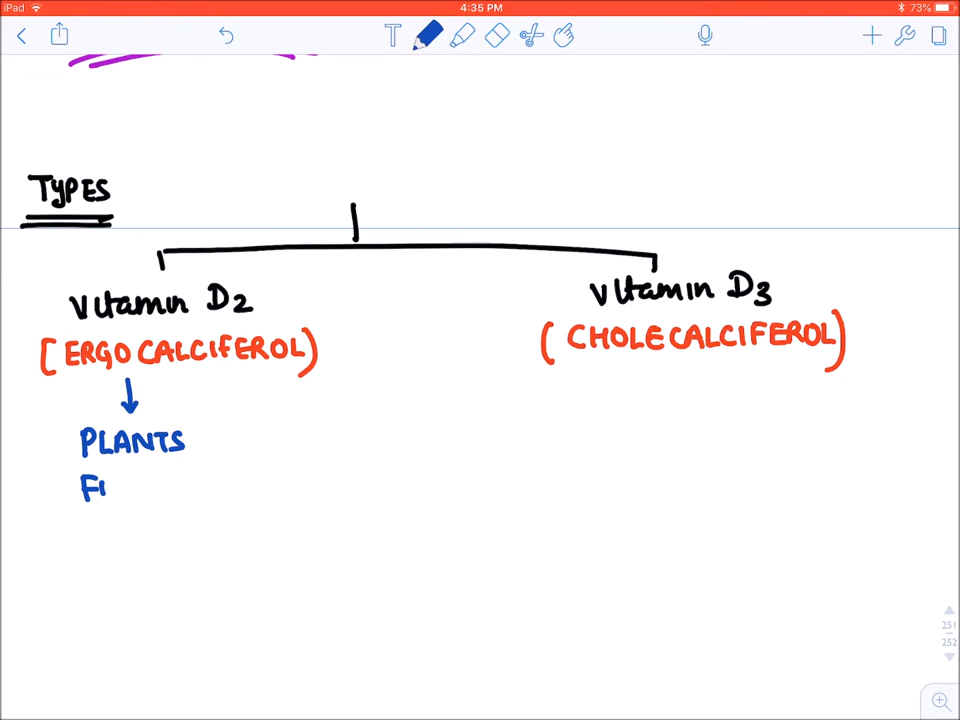 iPad 4:35 PM 73%
T
TYPES
Vitamin D2 Vitamin D3
[ERGOCALCIFEROL) (CHOLECALCIFEROL)
PLANTS
251
252